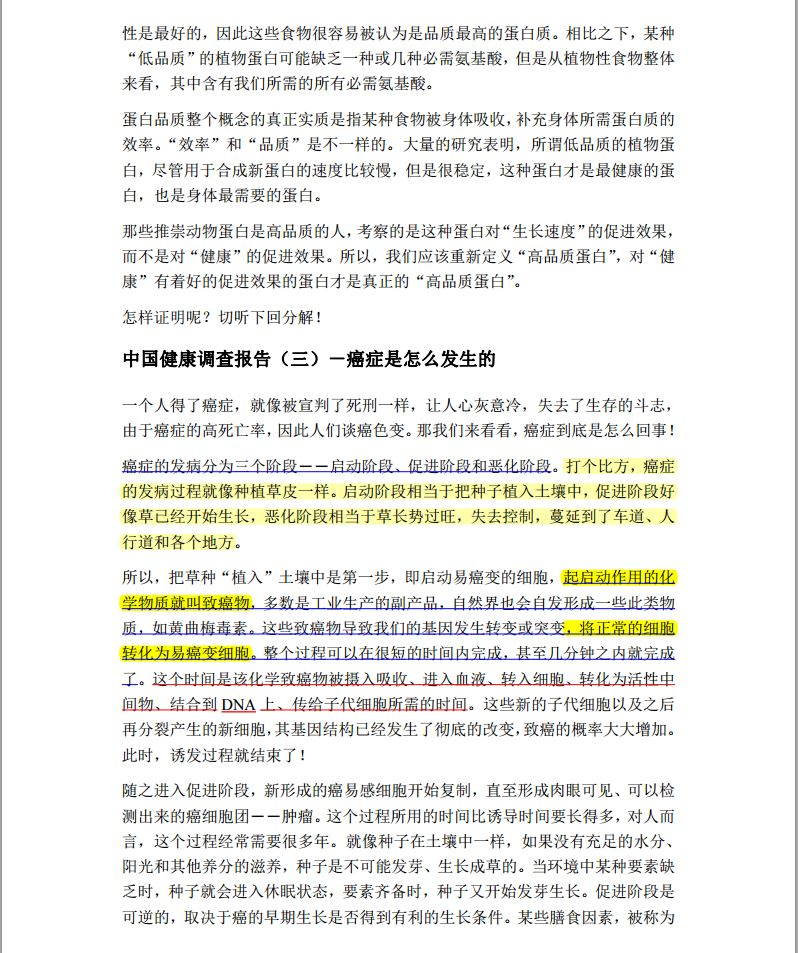 性是最好的，因此这些食物很容易被认为是品质最高的蛋白质。相比之下，某种
“低品质”的植物蛋白可能缺乏一种或几种必需氨基酸，但是从植物性食物整体
来看，其中含有我们所需的所有必需氨基酸。
蛋白品质整个概念的真正实质是指某种食物被身体吸收，补充身体所需蛋白质的
效率。“效率”和“品质”是不一样的。大量的研究表明，所谓低品质的植物蛋
白，尽管用于合成新蛋白的速度比较慢，但是很稳定，这种蛋白才是最健康的蛋
白，也是身体最需要的蛋白。
那些推崇动物蛋白是高品质的人，考察的是这种蛋白对“生长速度”的促进效果，
而不是对“健康”的促进效果。所以，我们应该重新定义“高品质蛋白”，对“健
康”有着好的促进效果的蛋白才是真正的“高品质蛋白”。
怎样证明呢？切听下回分解！
中国健康调查报告（三）－癌症是怎么发生的
一个人得了癌症，就像被宣判了死刑一样，让人心灰意冷，失去了生存的斗志，
由于癌症的高死亡率，因此人们谈癌色变。那我们来看看，癌症到底是怎么回事！
癌症的发病分为三个阶段－－启动阶段、促进阶段和恶化阶段。打个比方，癌症
的发病过程就像种植草皮一样。启动阶段相当于把种子植入土壤中，促进阶段好
像草已经开始生长，恶化阶段相当于草长势过旺，失去控制，蔓延到了车道、人
行道和各个地方。
所以，把草种“植入”土壤中是第一步，即启动易癌变的细胞，起启动作用的化
学物质就叫致癌物，多数是工业生产的副产品，自然界也会自发形成一些此类物
质，如黄曲梅毒素。这些致癌物导致我们的基因发生转变或突变，将正常的细胞
转化为易癌变细胞。整个过程可以在很短的时间内完成，甚至几分钟之内就完成
了。这个时间是该化学致癌物被摄入吸收、进入血液、转入细胞、转化为活性中
间物、结合到 DNA 上、传给子代细胞所需的时间。这些新的子代细胞以及之后
再分裂产生的新细胞，其基因结构已经发生了彻底的改变，致癌的概率大大增加。
此时，诱发过程就结束了！
随之进入促进阶段，新形成的癌易感细胞开始复制，直至形成肉眼可见、可以检
测出来的癌细胞团－－肿瘤。这个过程所用的时间比诱导时间要长得多，对人而
言，这个过程经常需要很多年。就像种子在土壤中一样，如果没有充足的水分、
阳光和其他养分的滋养，种子是不可能发芽、生长成草的。当环境中某种要素缺
乏时，种子就会进入休眠状态，要素齐备时，种子又开始发芽生长。促进阶段是
可逆的，取决于癌的早期生长是否得到有利的生长条件。某些膳食因素，被称为